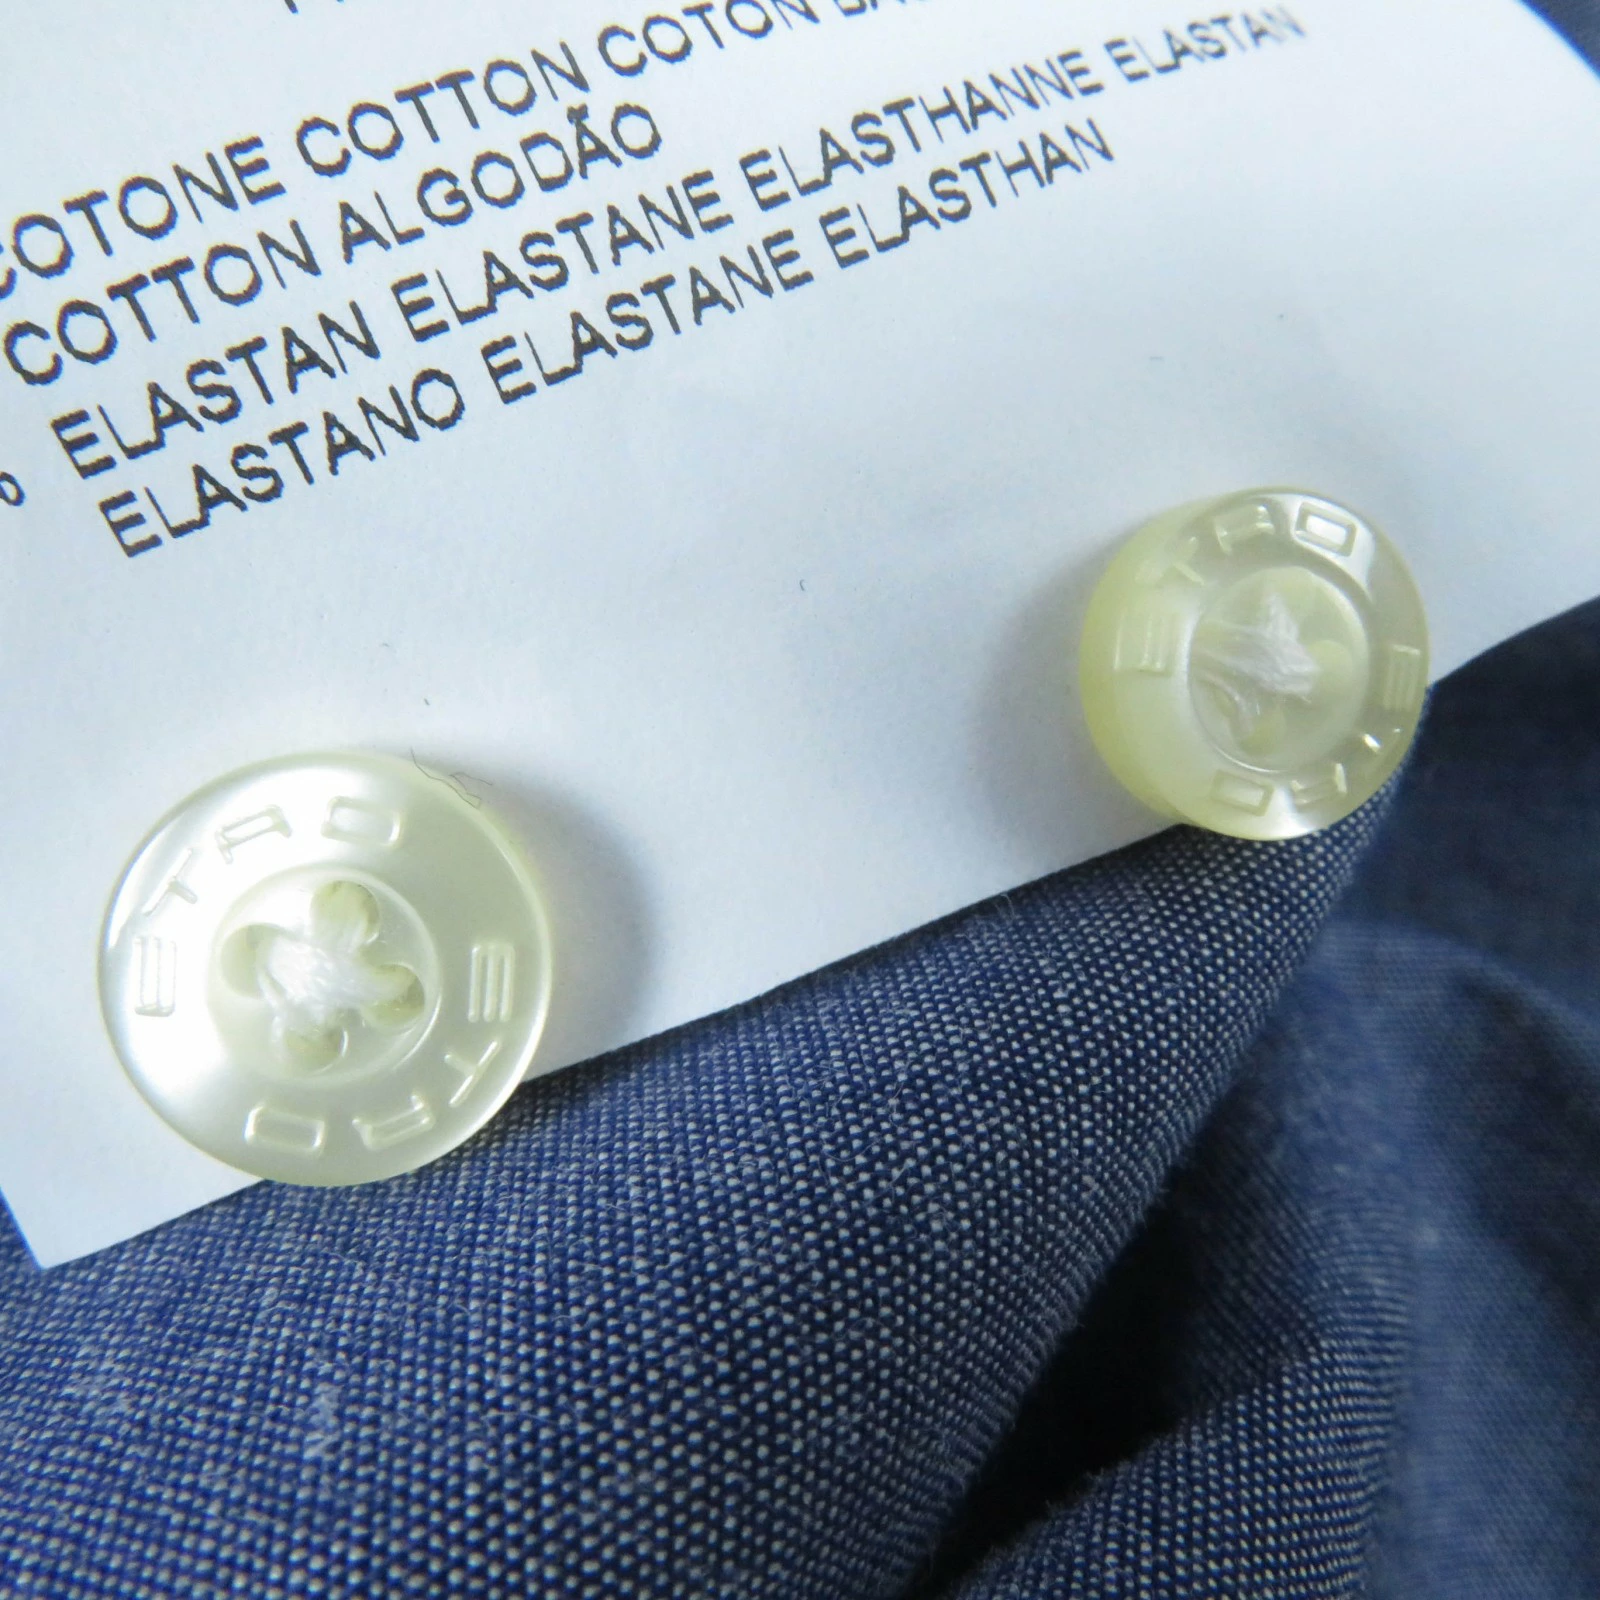 COTONE COTTON COTON
COTTON ALGODÃO
ELASTAN ELASTANE ELASTHANNE ELASTAN
ELASTANO ELASTANE ELASTHAN
ETRO
ETRO
ETRO
ETRO